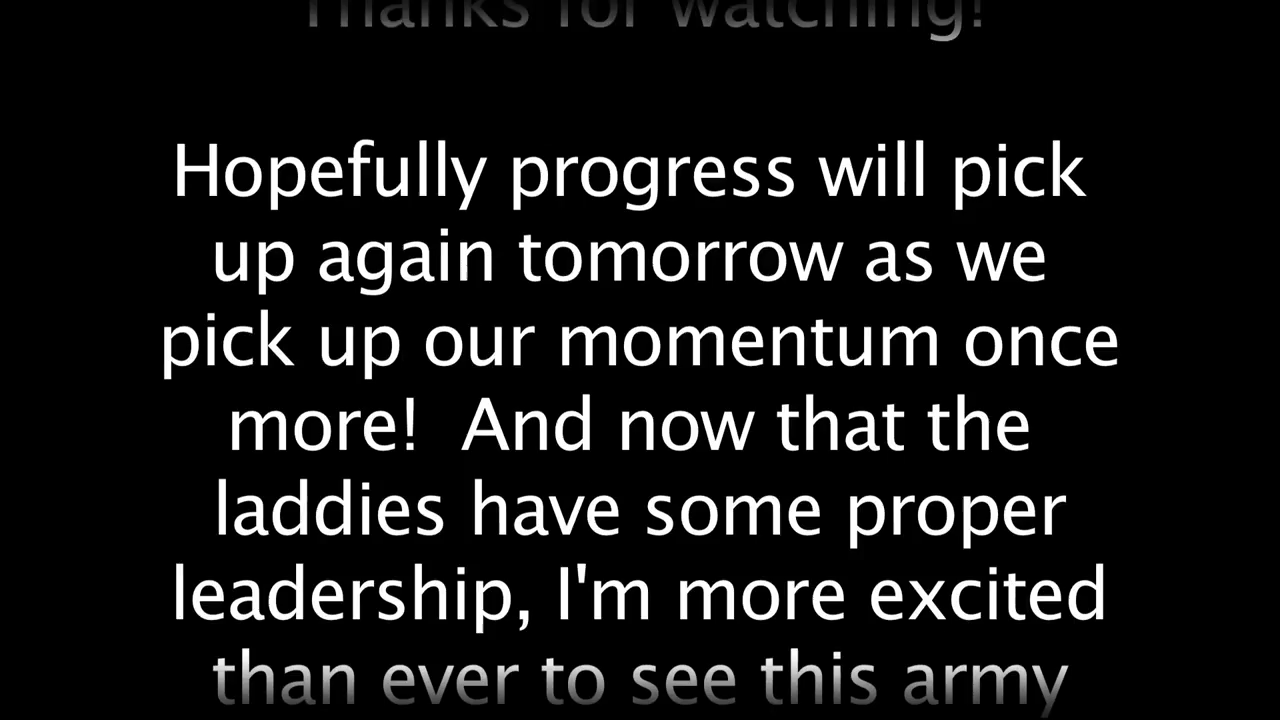 Thanks for watching!
Hopefully progress will pick
up again tomorrow as we
pick up our momentum once
more!  And now that the
laddies have some proper
leadership, I'm more excited
than ever to see this army